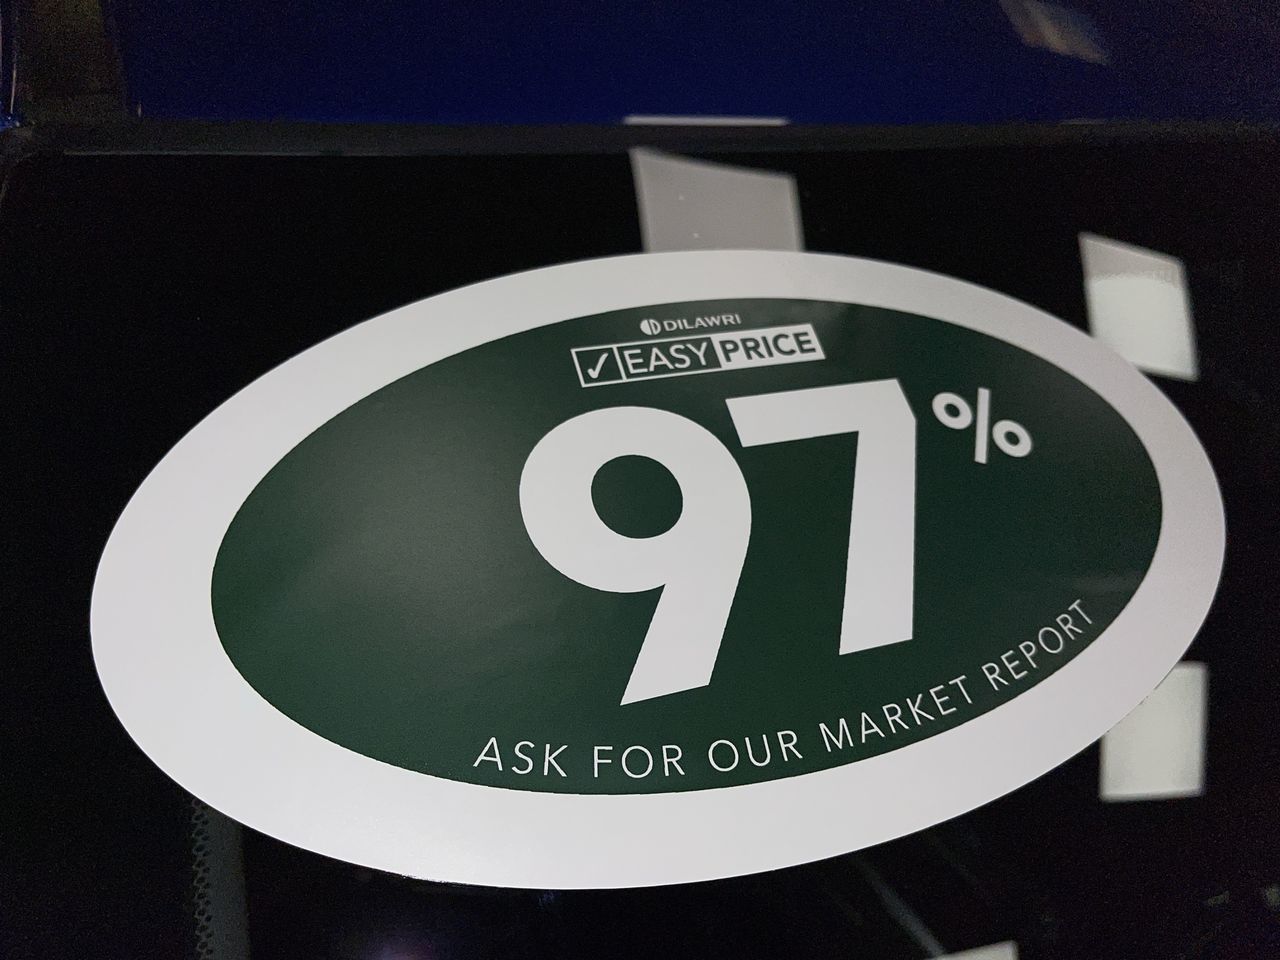 DILAWRI
✓ EASY PRICE
97%
ASK FOR OUR MARKET REPORT